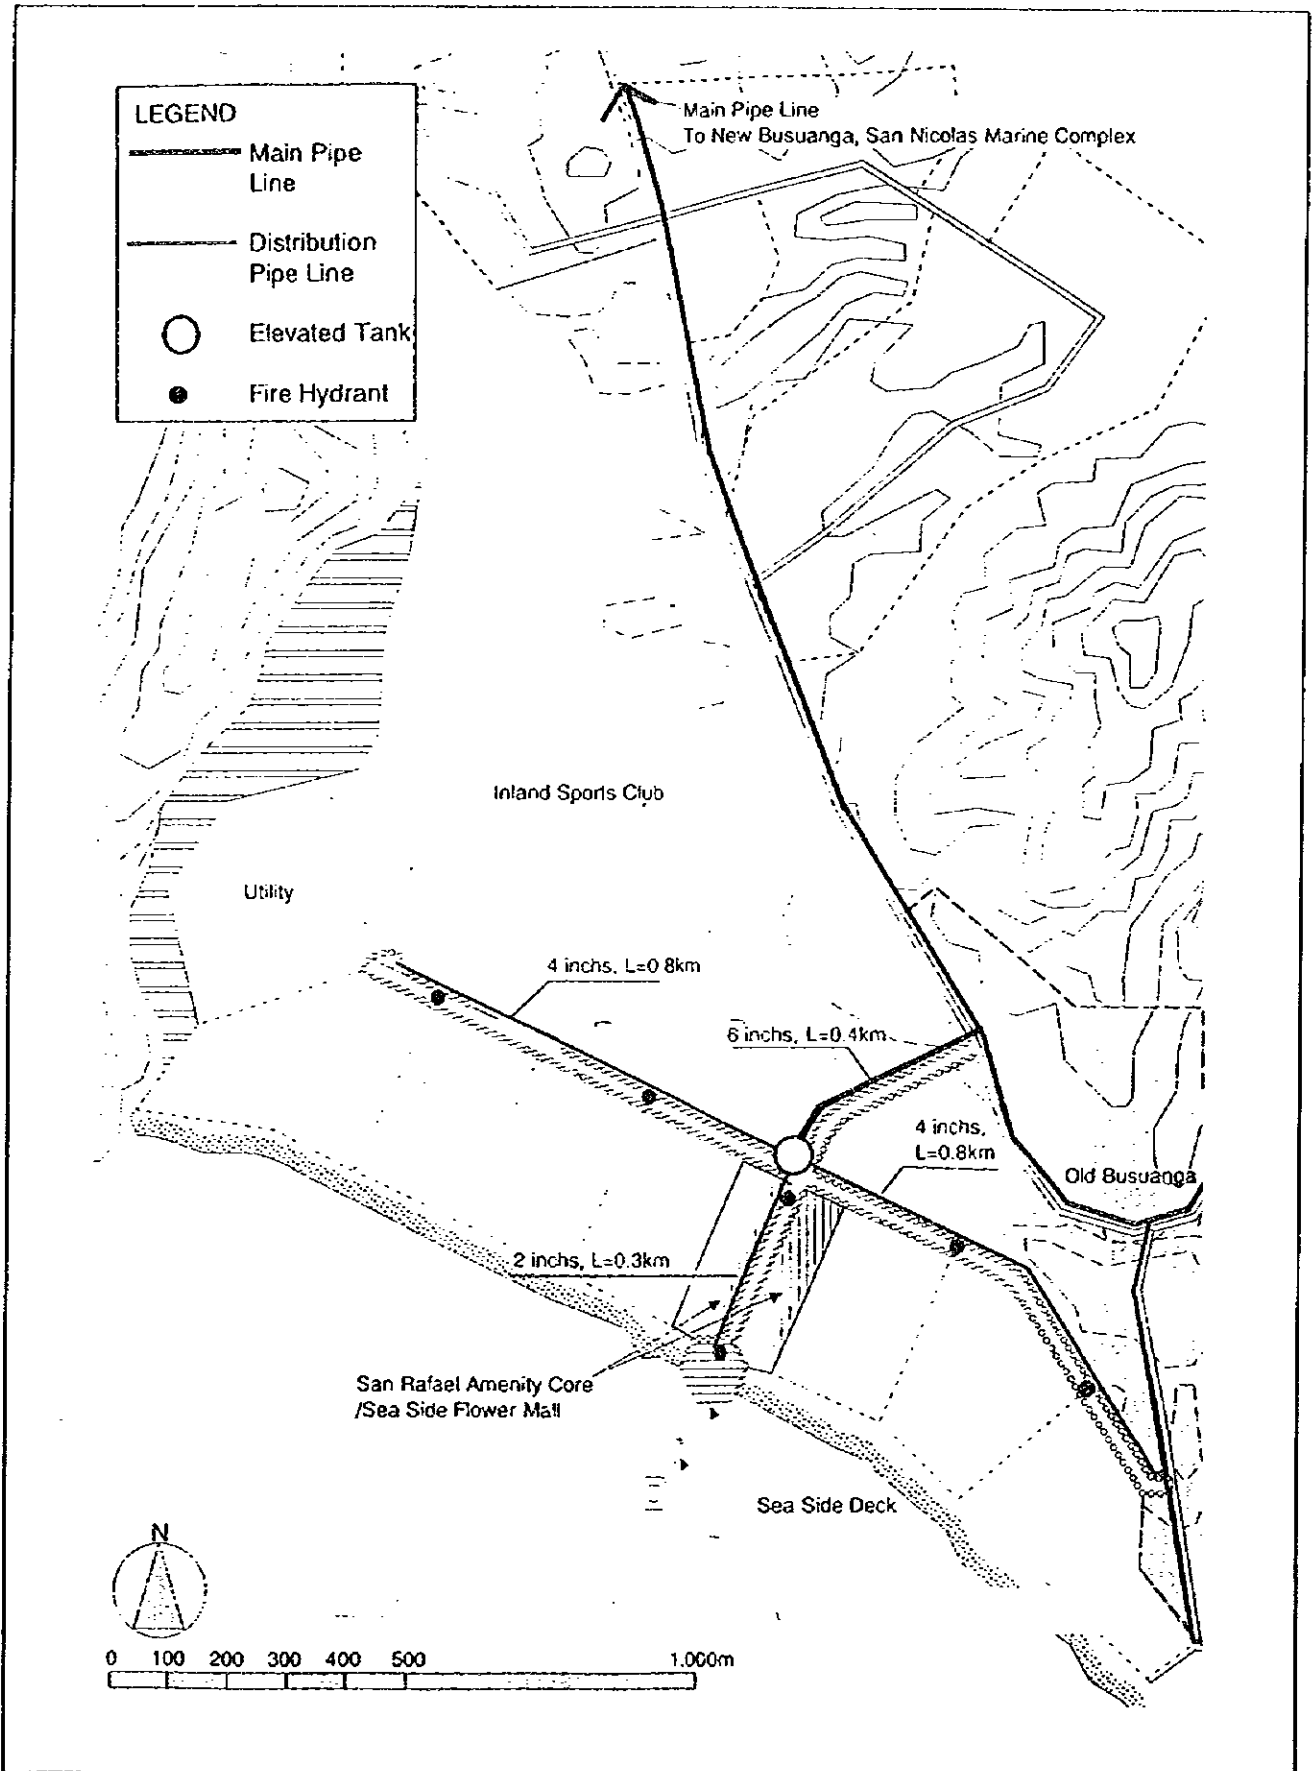 LEGEND
Main Pipe
Line
Distribution
Pipe Line
Elevated Tank
Fire Hydrant
Main Pipe Line
To New Busuanga, San Nicolas Marine Complex
Inland Sports Club
Utility
4 inchs, L=0.8km
6 inchs, L=0.4km
4 inchs,
L=0.8km
Old Busuanga
2 inchs, L=0.3km
San Rafael Amenity Core
/Sea Side Flower Mall
Sea Side Deck
N
0 100 200 300 400 500 1.000m